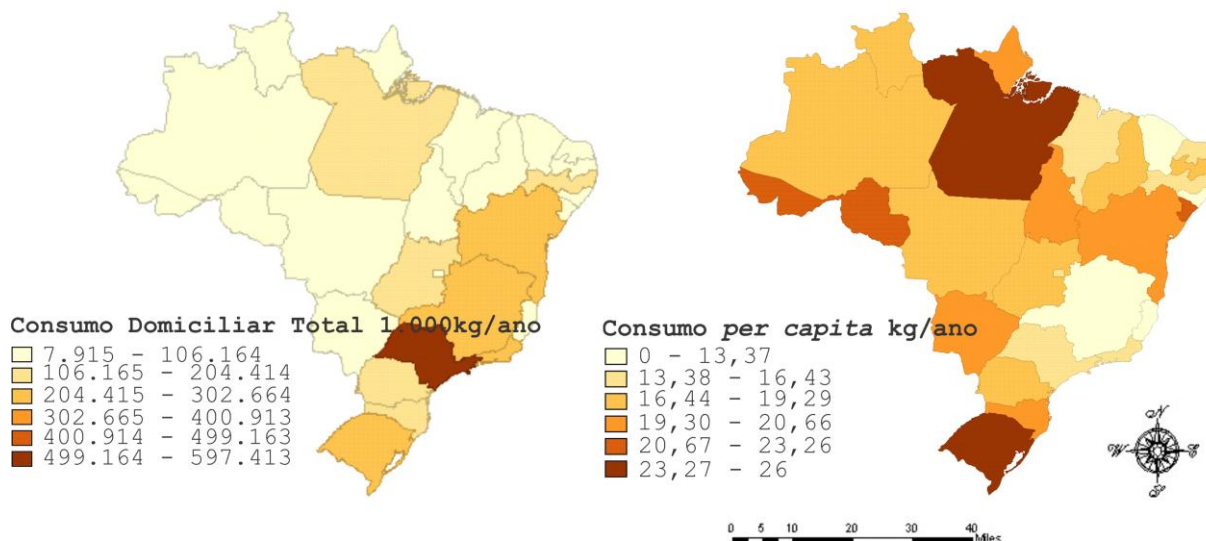 Consumo Domiciliar Total 1.000kg/ano
7.915 - 106.164
106.165 - 204.414
204.415 - 302.664
302.665 - 400.913
400.914 - 499.163
499.164 - 597.413
Consumo per capita kg/ano
0 - 13,37
13,38 - 16,43
16,44 - 19,29
19,30 - 20,66
20,67 - 23,26
23,27 - 26
N
W
E
S
0 5 10 20 30 40
Miles